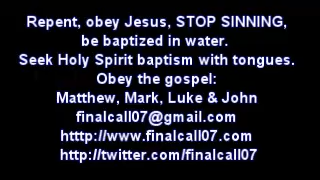 Repent, obey Jesus, STOP SINNING,
be baptized in water.
Seek Holy Spirit baptism with tongues.
Obey the gospel:
Matthew, Mark, Luke & John
finalcall07@gmail.com
htttp://www.finalcall07.com
http://twitter.com/finalcall07